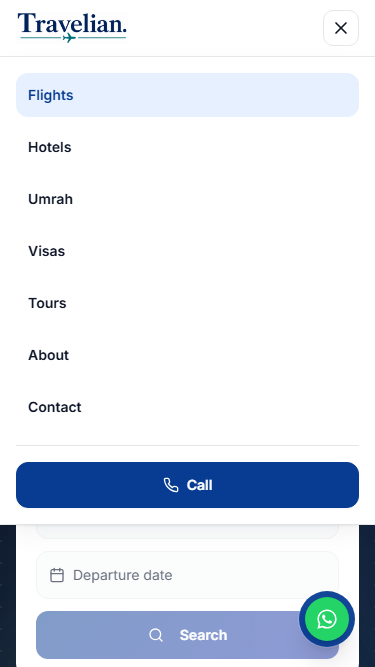 Travelian.
Flights
Hotels
Umrah
Visas
Tours
About
Contact
Call
Departure date
Search